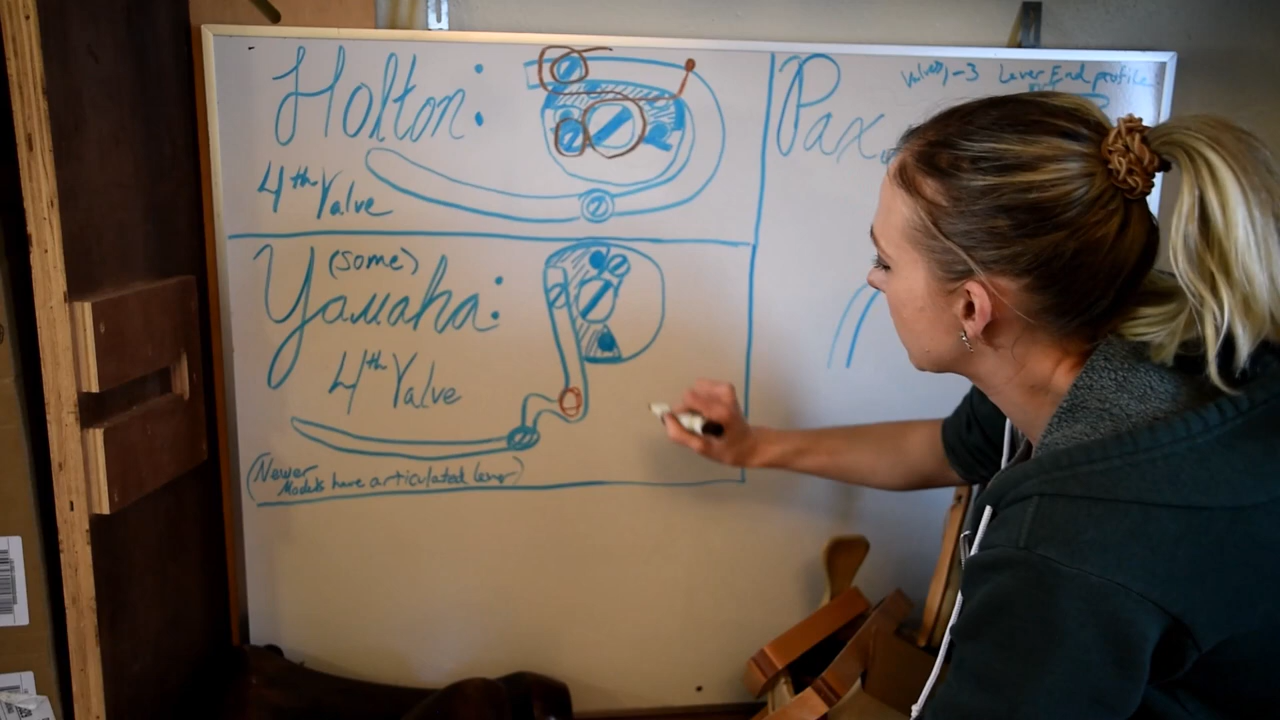 Holton:
4th Valve
(some)
Yamaha:
4th Valve
(Newer
Models have articulated lever)
Pax
Valves 1-3 Lever End profile